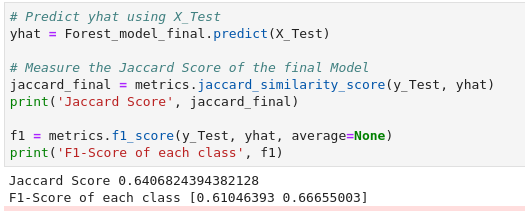 # Predict yhat using X_Test
yhat = Forest_model_final.predict(X_Test)
# Measure the Jaccard Score of the final Model
jaccard_final = metrics.jaccard_similarity_score(y_Test, yhat)
print('Jaccard Score', jaccard_final)
f1 = metrics.f1_score(y_Test, yhat, average=None)
print('F1-Score of each class', f1)
Jaccard Score 0.6406824394382128
F1-Score of each class [0.61046393 0.66655003]